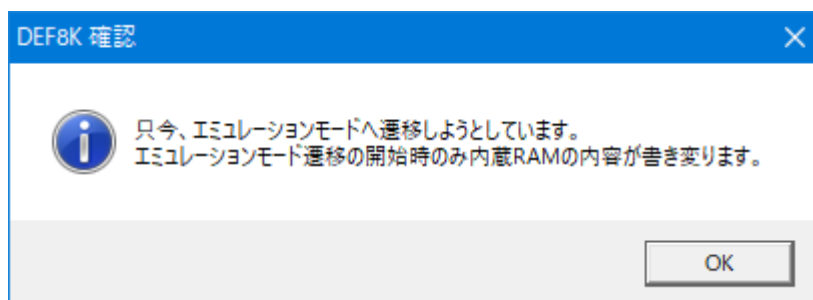 DEF8K 確認
只今、エミュレーションモードへ遷移しようとしています。
エミュレーションモード遷移の開始時のみ内蔵RAMの内容が書き変ります。
OK